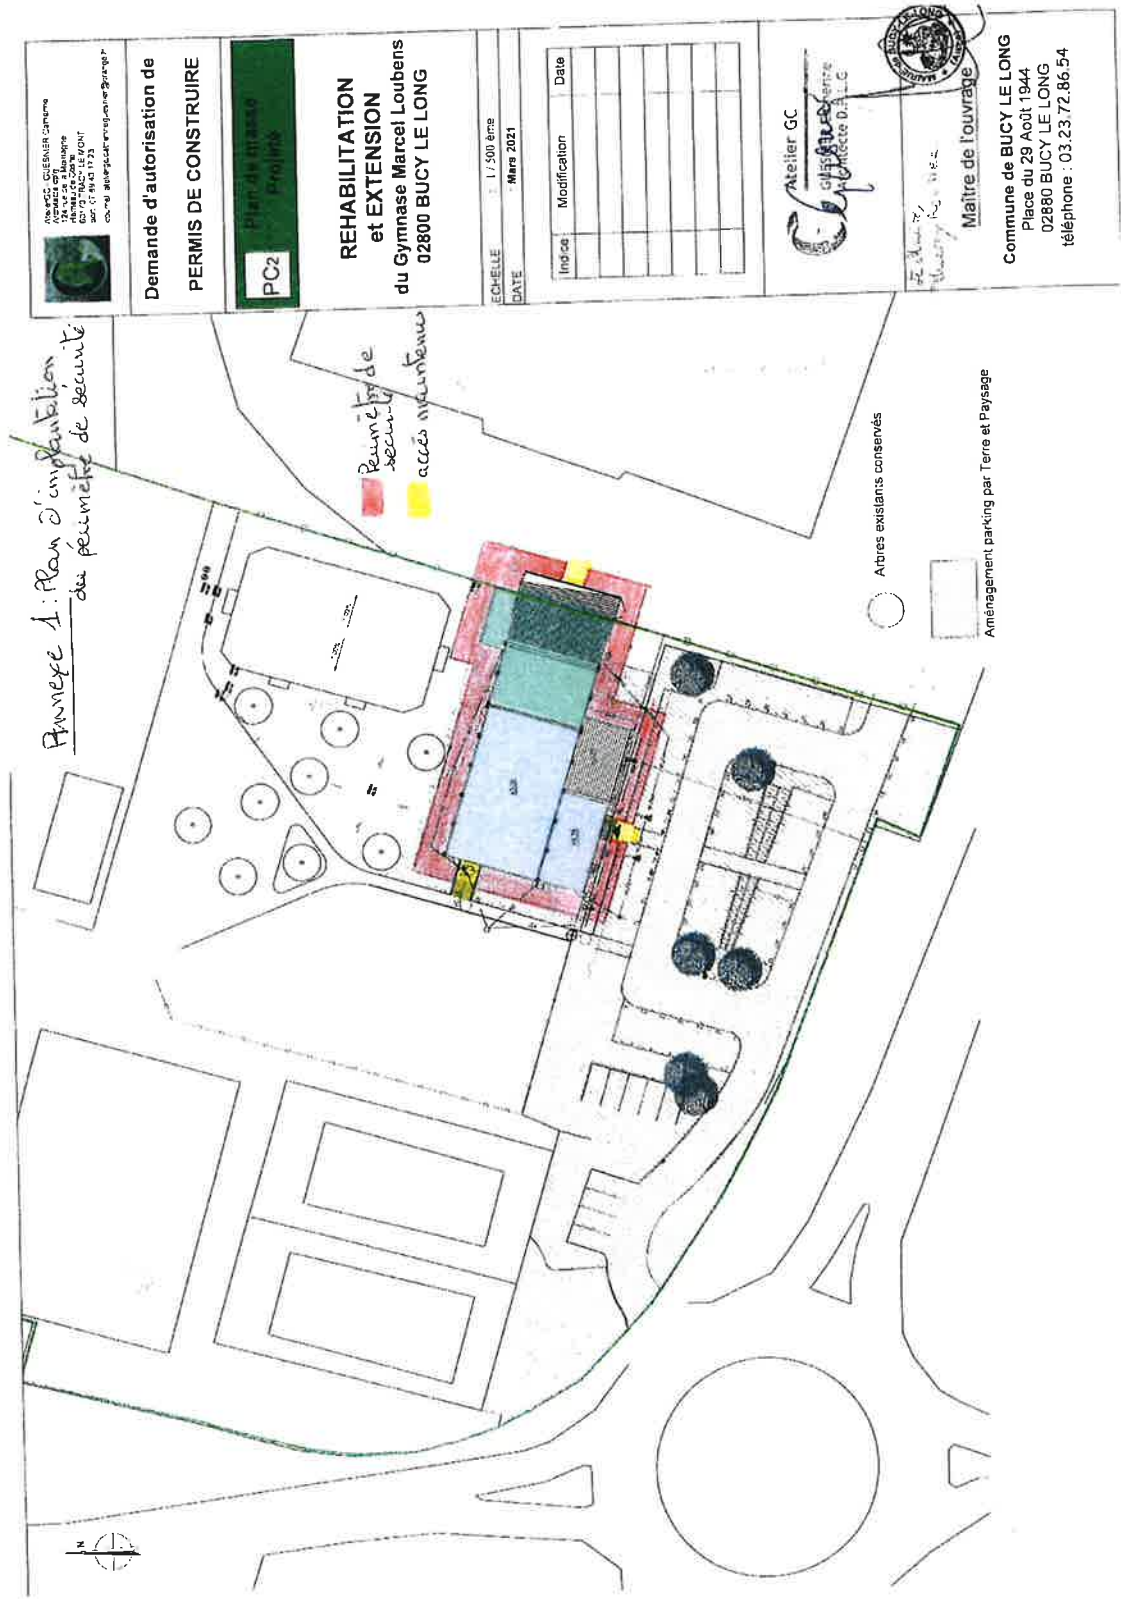 Annexe 1: Plan d'implantation
du périmètre de sécurité
Périmètre de
sécurité
accès maintenus
Demande d'autorisation de
PERMIS DE CONSTRUIRE
PC2
Plan de masse
Projeté
REHABILITATION
et EXTENSION
du Gymnase Marcel Loubens
02800 BUCY LE LONG
ECHELLE : 1 / 500 ème
DATE : Mars 2021
Indice Modification Date
Atelier GC
Maître de l'ouvrage
Commune de BUCY LE LONG
Place du 29 Août 1944
02880 BUCY LE LONG
téléphone : 03.23.72.86.54
Arbres existants conservés
Aménagement parking par Terre et Paysage
N